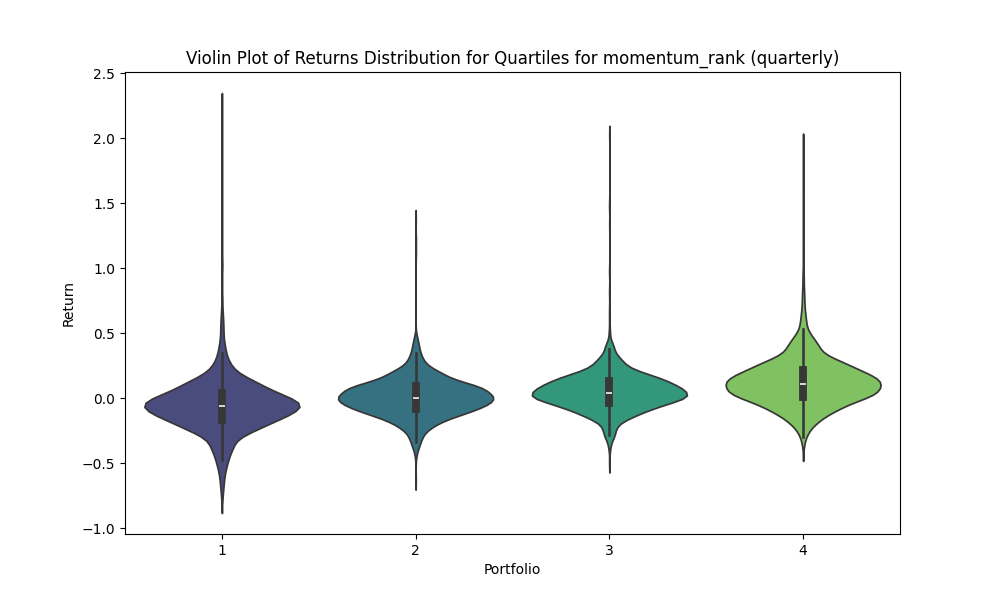 Violin Plot of Returns Distribution for Quartiles for momentum_rank (quarterly)
2.5
2.0
1.5
1.0
0.5
0.0
−0.5
−1.0
Return
1 2 3 4
Portfolio